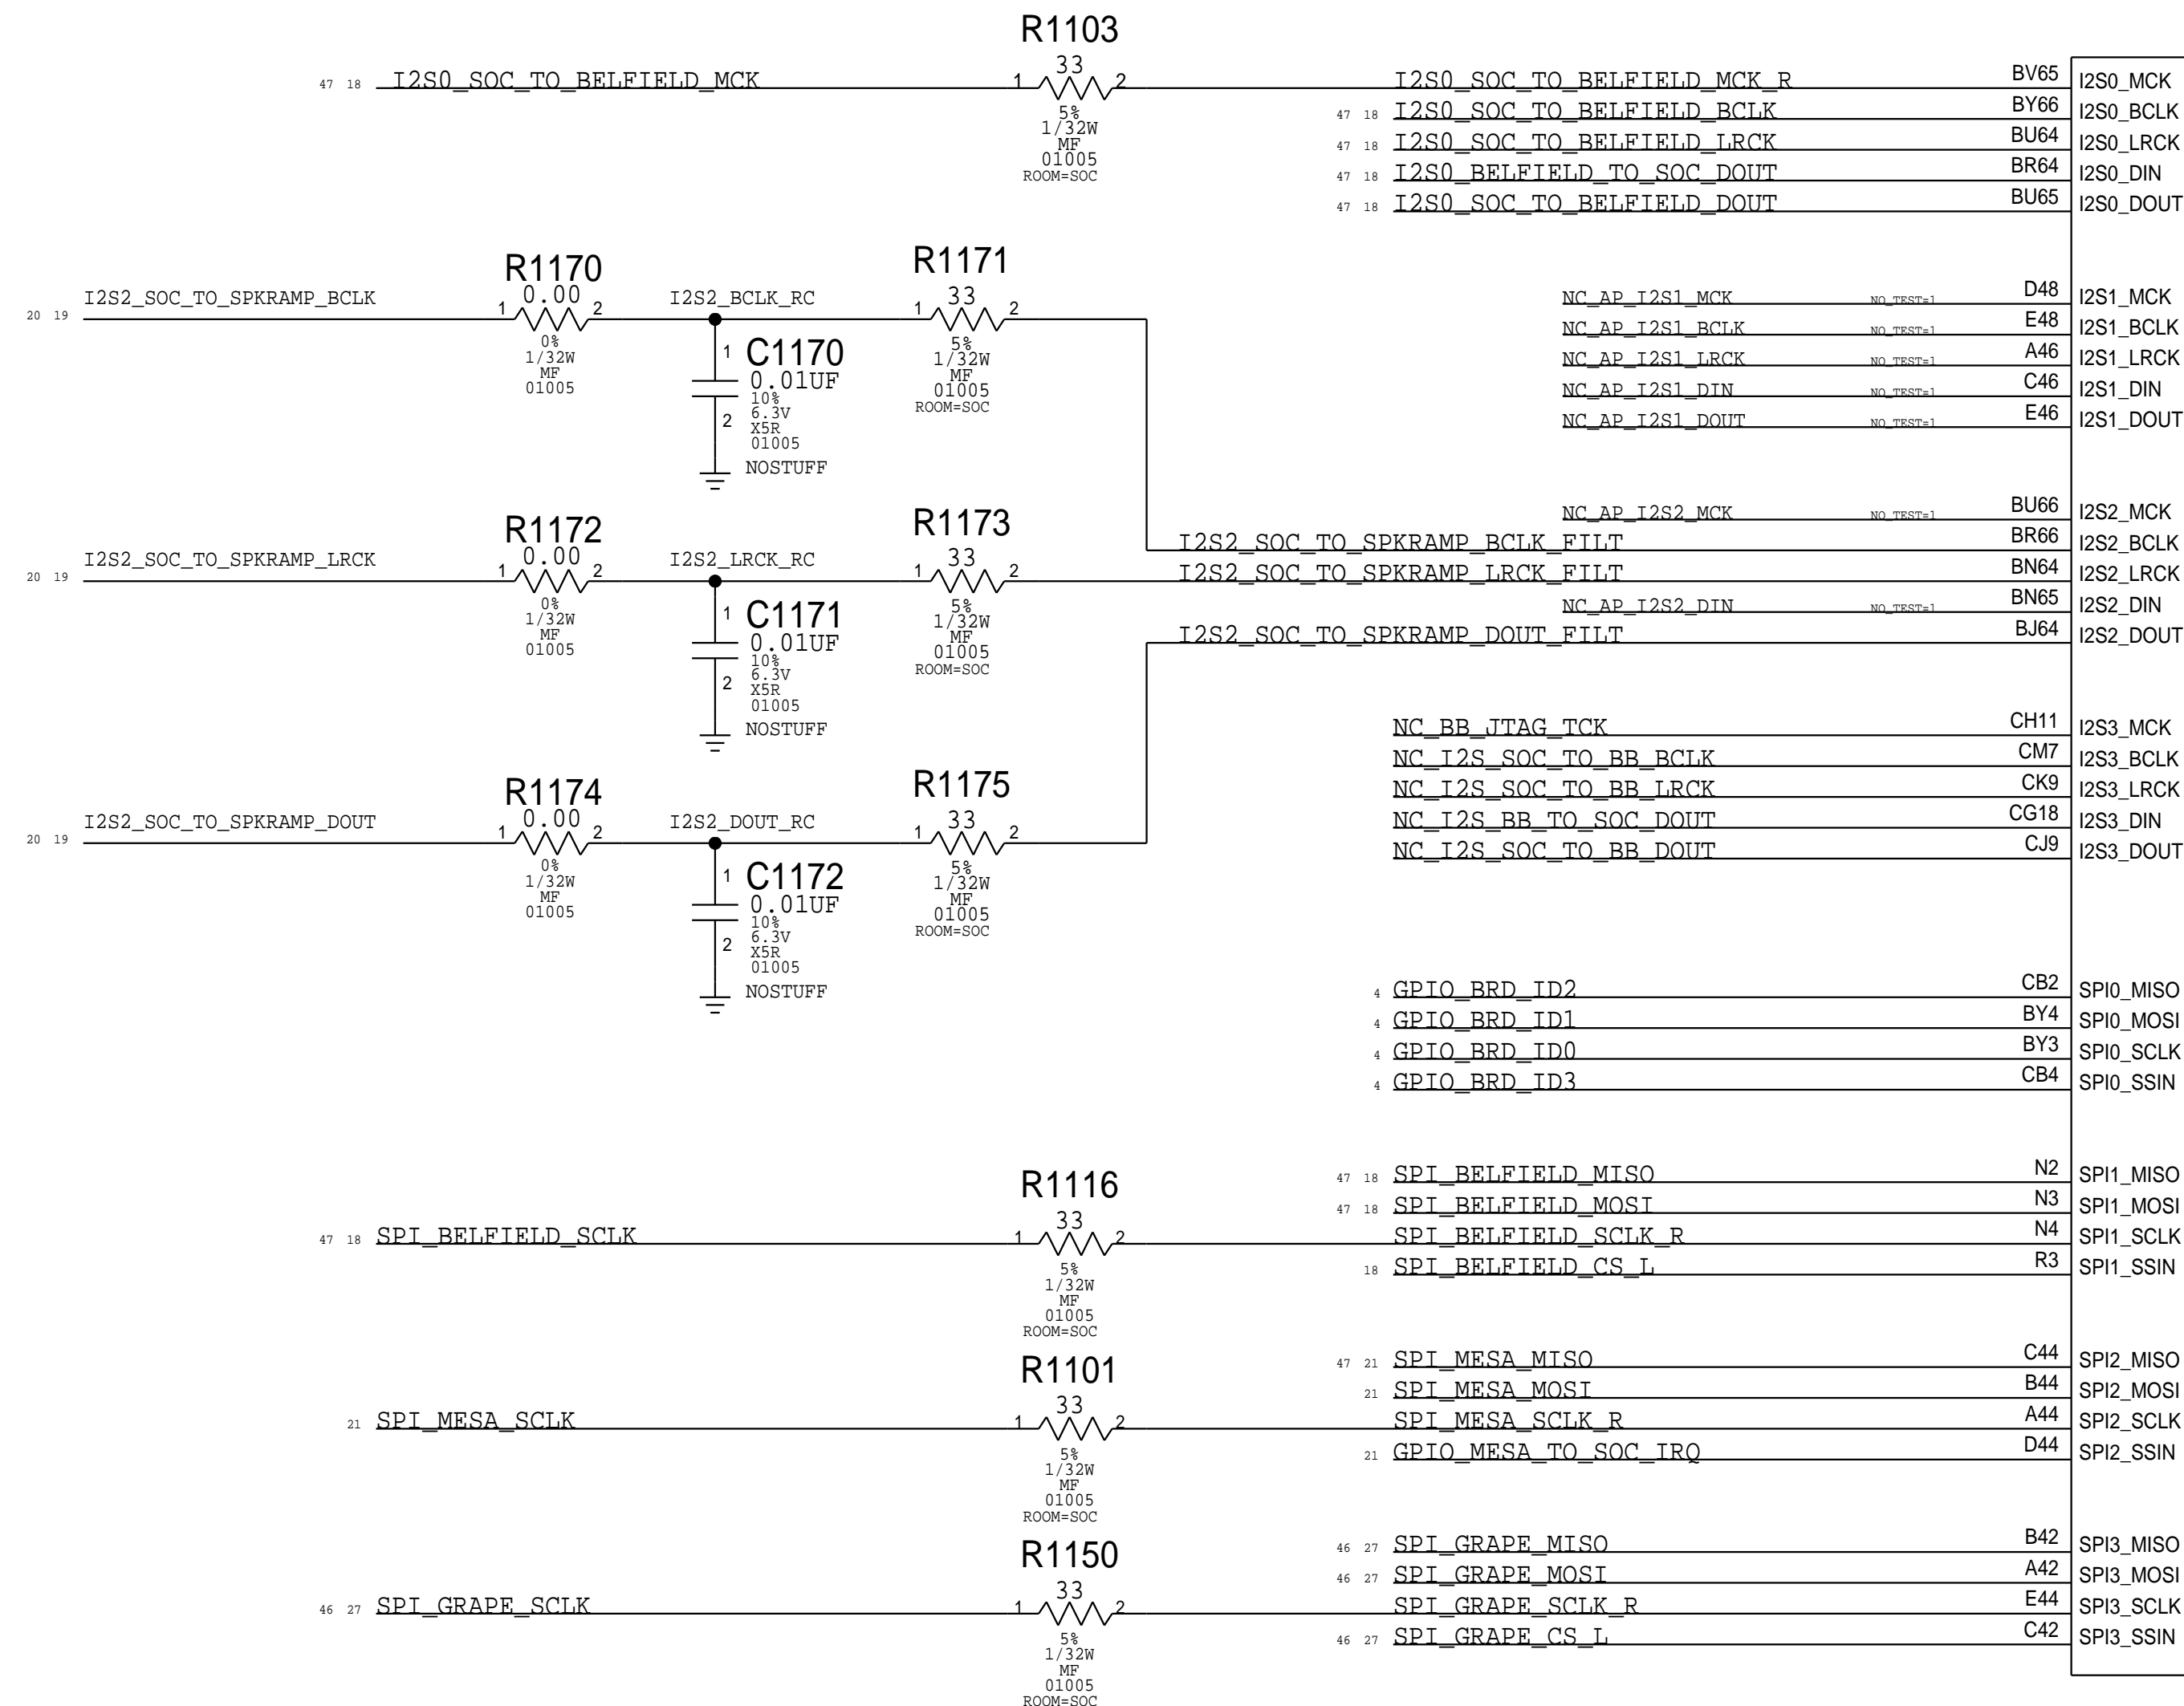 R1103
33
47 18 I2S0_SOC_TO_BELFIELD_MCK 1 2 I2S0_SOC_TO_BELFIELD_MCK_R BV65 I2S0_MCK
5%
1/32W
MF
01005
ROOM=SOC
47 18 I2S0_SOC_TO_BELFIELD_BCLK BY66 I2S0_BCLK
47 18 I2S0_SOC_TO_BELFIELD_LRCK BU64 I2S0_LRCK
47 18 I2S0_BELFIELD_TO_SOC_DOUT BR64 I2S0_DIN
47 18 I2S0_SOC_TO_BELFIELD_DOUT BU65 I2S0_DOUT
R1170
0.00
20 19 I2S2_SOC_TO_SPKRAMP_BCLK 1 2 I2S2_BCLK_RC
0%
1/32W
MF
01005
R1171
33
1 2
5%
1/32W
MF
01005
ROOM=SOC
1 C1170
0.01UF
10%
6.3V
2 X5R
01005
NOSTUFF
NC_AP_I2S1_MCK NO_TEST=1 D48 I2S1_MCK
NC_AP_I2S1_BCLK NO_TEST=1 E48 I2S1_BCLK
NC_AP_I2S1_LRCK NO_TEST=1 A46 I2S1_LRCK
NC_AP_I2S1_DIN NO_TEST=1 C46 I2S1_DIN
NC_AP_I2S1_DOUT NO_TEST=1 E46 I2S1_DOUT
R1172
0.00
20 19 I2S2_SOC_TO_SPKRAMP_LRCK 1 2 I2S2_LRCK_RC
0%
1/32W
MF
01005
R1173
33
1 2
5%
1/32W
MF
01005
ROOM=SOC
1 C1171
0.01UF
10%
6.3V
2 X5R
01005
NOSTUFF
NC_AP_I2S2_MCK NO_TEST=1 BU66 I2S2_MCK
I2S2_SOC_TO_SPKRAMP_BCLK_FILT BR66 I2S2_BCLK
I2S2_SOC_TO_SPKRAMP_LRCK_FILT BN64 I2S2_LRCK
NC_AP_I2S2_DIN NO_TEST=1 BN65 I2S2_DIN
I2S2_SOC_TO_SPKRAMP_DOUT_FILT BJ64 I2S2_DOUT
R1174
0.00
20 19 I2S2_SOC_TO_SPKRAMP_DOUT 1 2 I2S2_DOUT_RC
0%
1/32W
MF
01005
R1175
33
1 2
5%
1/32W
MF
01005
ROOM=SOC
1 C1172
0.01UF
10%
6.3V
2 X5R
01005
NOSTUFF
NC_BB_JTAG_TCK CH11 I2S3_MCK
NC_I2S_SOC_TO_BB_BCLK CM7 I2S3_BCLK
NC_I2S_SOC_TO_BB_LRCK CK9 I2S3_LRCK
NC_I2S_BB_TO_SOC_DOUT CG18 I2S3_DIN
NC_I2S_SOC_TO_BB_DOUT CJ9 I2S3_DOUT
4 GPIO_BRD_ID2 CB2 SPI0_MISO
4 GPIO_BRD_ID1 BY4 SPI0_MOSI
4 GPIO_BRD_ID0 BY3 SPI0_SCLK
4 GPIO_BRD_ID3 CB4 SPI0_SSIN
47 18 SPI_BELFIELD_MISO N2 SPI1_MISO
R1116
47 18 SPI_BELFIELD_MOSI N3 SPI1_MOSI
33
47 18 SPI_BELFIELD_SCLK 1 2 SPI_BELFIELD_SCLK_R N4 SPI1_SCLK
18 SPI_BELFIELD_CS_L R3 SPI1_SSIN
5%
1/32W
MF
01005
ROOM=SOC
47 21 SPI_MESA_MISO C44 SPI2_MISO
R1101
21 SPI_MESA_MOSI B44 SPI2_MOSI
33
21 SPI_MESA_SCLK 1 2 SPI_MESA_SCLK_R A44 SPI2_SCLK
21 GPIO_MESA_TO_SOC_IRQ D44 SPI2_SSIN
5%
1/32W
MF
01005
ROOM=SOC
46 27 SPI_GRAPE_MISO B42 SPI3_MISO
R1150
46 27 SPI_GRAPE_MOSI A42 SPI3_MOSI
33
46 27 SPI_GRAPE_SCLK 1 2 SPI_GRAPE_SCLK_R E44 SPI3_SCLK
46 27 SPI_GRAPE_CS_L C42 SPI3_SSIN
5%
1/32W
MF
01005
ROOM=SOC